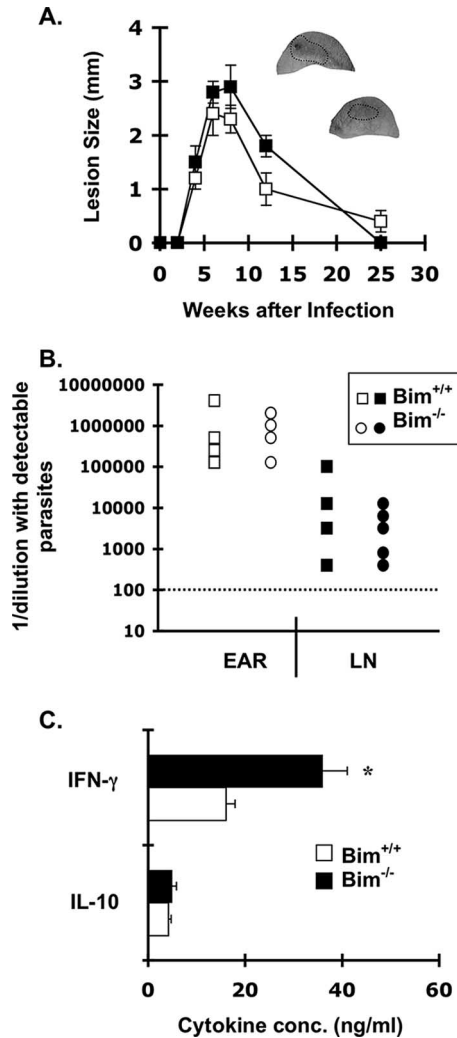 A.
Lesion Size (mm)
4
3
2
1
0
0 5 10 15 20 25 30
Weeks after Infection
B.
1/dilution with detectable
parasites
10000000
1000000
100000
10000
1000
100
10
Bim+/+
Bim-/-
EAR
LN
C.
IFN-γ
*
IL-10
Bim+/+
Bim-/-
0 20 40 60
Cytokine conc. (ng/ml)